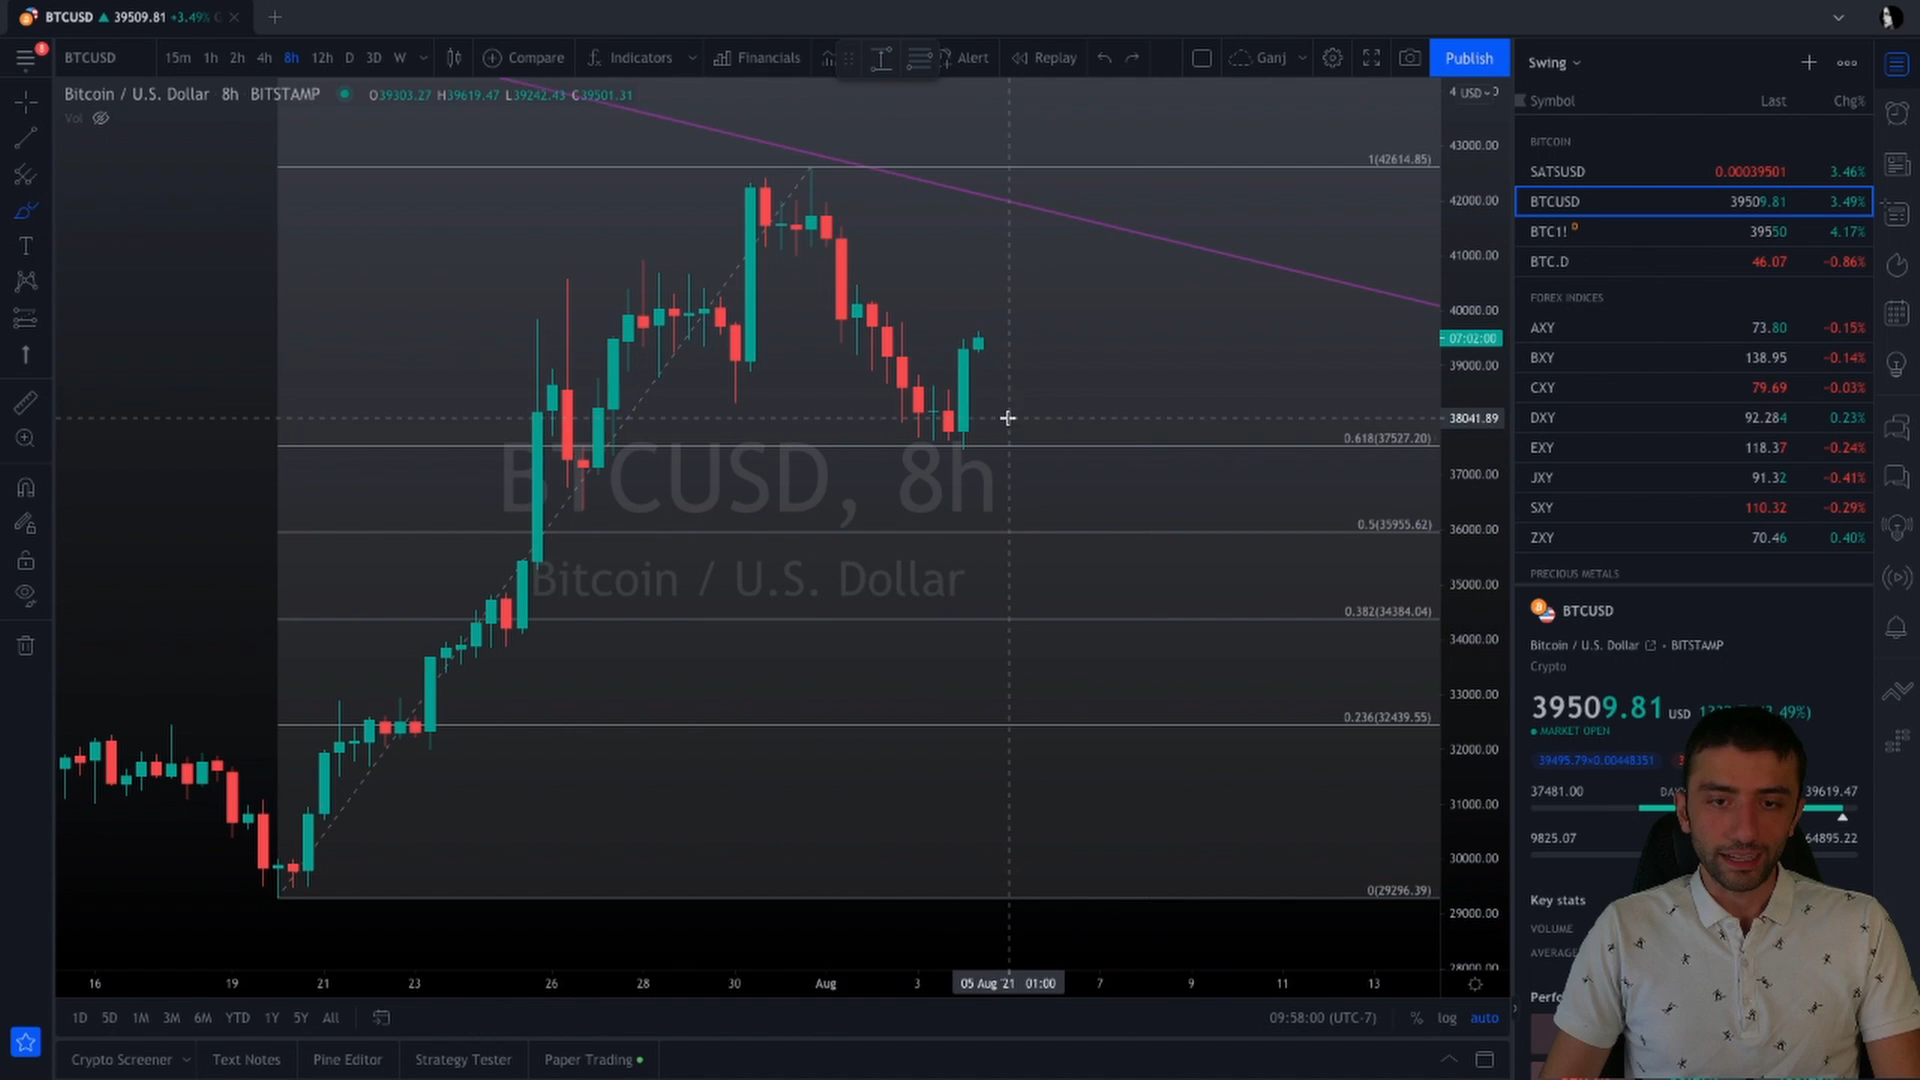 BTCUSD ▲ 39509.81 +3.49%
BTCUSD 15m 1h 2h 4h 8h 12h D 3D W Compare Indicators Financials Alert Replay Ganj Publish
8
Bitcoin / U.S. Dollar 8h BITSTAMP O39303.27 H39619.47 L39242.43 C39501.31
Vol
USD
1(42614.85)
0.618(37527.20)
0.5(35955.62)
0.382(34384.04)
0.236(32439.55)
0(29296.39)
BTCUSD, 8h
Bitcoin / U.S. Dollar
43000.00
42000.00
41000.00
40000.00
07:02:00
39000.00
38041.89
37000.00
36000.00
35000.00
34000.00
33000.00
32000.00
31000.00
30000.00
29000.00
28000.00
16 19 21 23 26 28 30 Aug 3 05 Aug '21 01:00 7 9 11 13
1D 5D 1M 3M 6M YTD 1Y 5Y All
09:58:00 (UTC-7) % log auto
Crypto Screener Text Notes Pine Editor Strategy Tester Paper Trading
Swing
Symbol Last Chg%
BITCOIN
SATSUSD 0.00039501 3.46%
BTCUSD 39509.81 3.49%
BTC1! D 39550 4.17%
BTC.D 46.07 −0.86%
FOREX INDICES
AXY 73.80 −0.15%
BXY 138.95 −0.14%
CXY 79.69 −0.03%
DXY 92.284 0.23%
EXY 118.37 −0.24%
JXY 91.32 −0.41%
SXY 110.32 −0.29%
ZXY 70.46 0.40%
PRECIOUS METALS
BTCUSD
Bitcoin / U.S. Dollar • BITSTAMP
Crypto
39509.81 USD
MARKET OPEN
39495.79×0.00448351
37481.00 39619.47
9825.07 64895.22
Key stats
VOLUME
AVERAGE